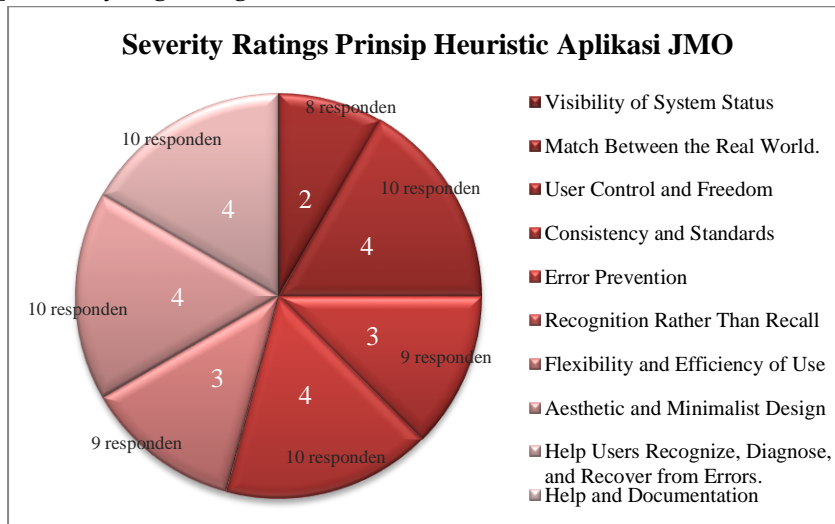 Severity Ratings Prinsip Heuristic Aplikasi JMO
8 responden
2
10 responden
4
9 responden
3
10 responden
4
9 responden
3
10 responden
4
10 responden
4
Visibility of System Status
Match Between the Real World.
User Control and Freedom
Consistency and Standards
Error Prevention
Recognition Rather Than Recall
Flexibility and Efficiency of Use
Aesthetic and Minimalist Design
Help Users Recognize, Diagnose,
and Recover from Errors.
Help and Documentation